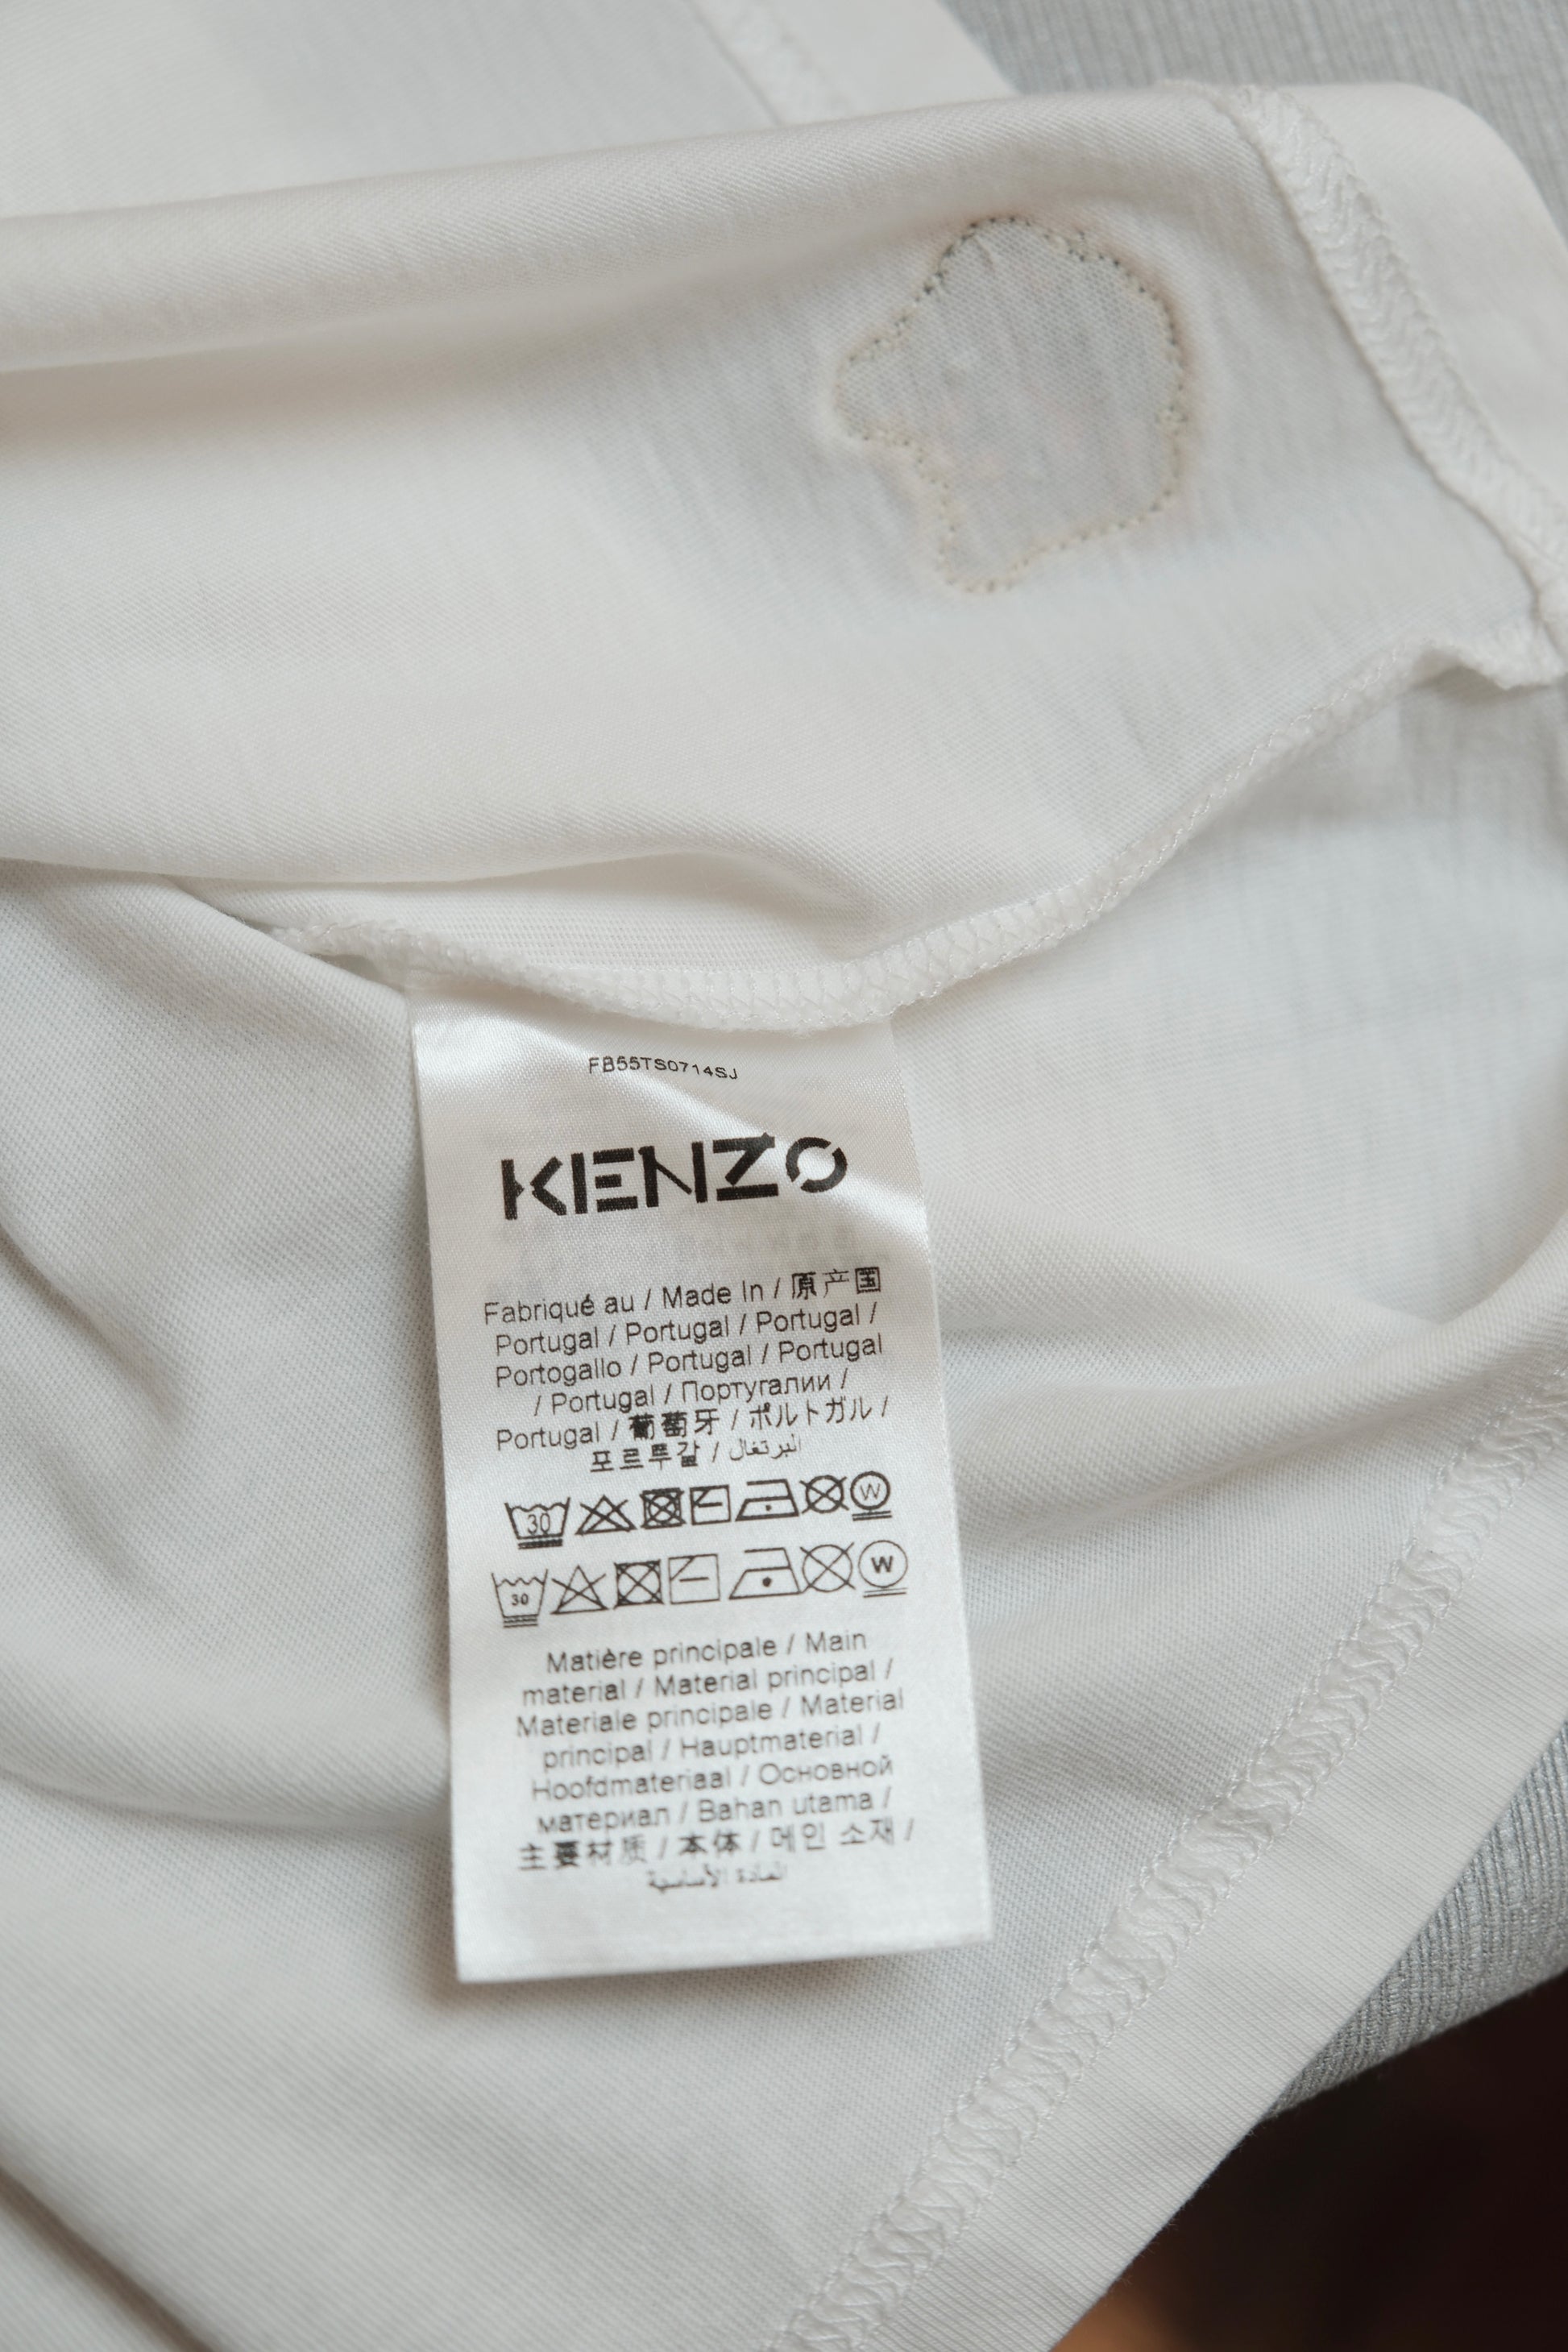 FB55TS0714SJ
KENZO
Fabriqué au / Made In / 原产国
Portugal / Portugal / Portugal /
Portogallo / Portugal / Portugal
/ Portugal / Португалии /
Portugal / 葡萄牙 / ポルトガル /
포르투갈 / البرتغال
30 W
30 W
Matière principale / Main
material / Material principal /
Materiale principale / Material
principal / Hauptmaterial /
Hoofdmateriaal / Основной
материал / Bahan utama /
主要材质 / 本体 / 메인 소재 /
المادة الأساسية